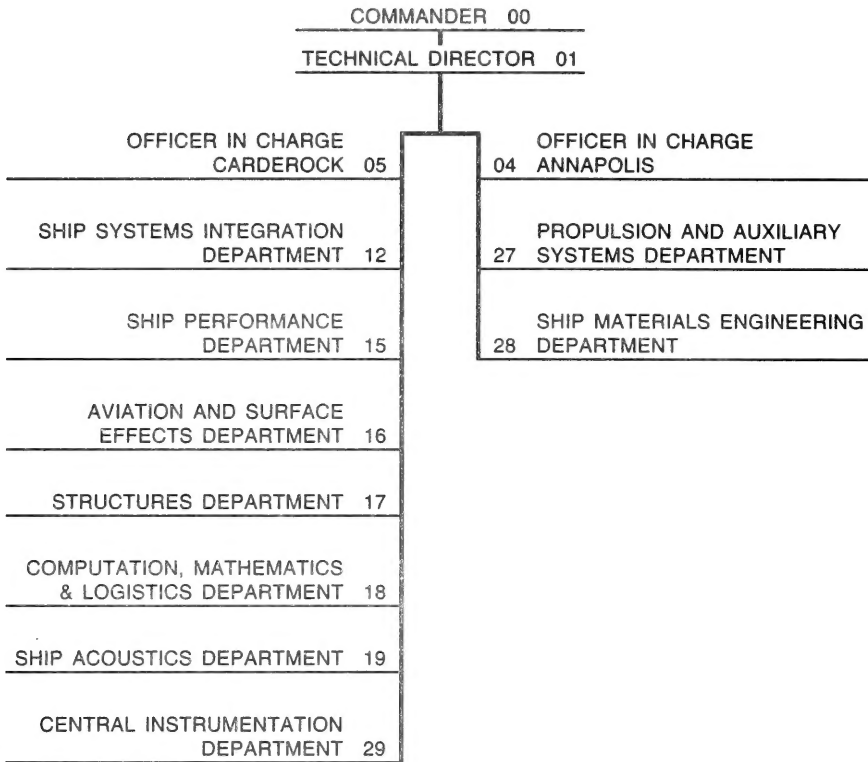 COMMANDER 00
TECHNICAL DIRECTOR 01
OFFICER IN CHARGE
CARDEROCK 05
OFFICER IN CHARGE
04 ANNAPOLIS
SHIP SYSTEMS INTEGRATION
DEPARTMENT 12
PROPULSION AND AUXILIARY
27 SYSTEMS DEPARTMENT
SHIP PERFORMANCE
DEPARTMENT 15
SHIP MATERIALS ENGINEERING
28 DEPARTMENT
AVIATION AND SURFACE
EFFECTS DEPARTMENT 16
STRUCTURES DEPARTMENT 17
COMPUTATION, MATHEMATICS
& LOGISTICS DEPARTMENT 18
SHIP ACOUSTICS DEPARTMENT 19
CENTRAL INSTRUMENTATION
DEPARTMENT 29